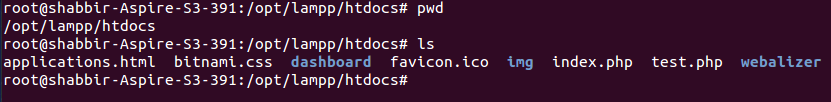 root@shabbir-Aspire-S3-391:/opt/lampp/htdocs# pwd
/opt/lampp/htdocs
root@shabbir-Aspire-S3-391:/opt/lampp/htdocs# ls
applications.html bitnami.css dashboard favicon.ico img index.php test.php webalizer
root@shabbir-Aspire-S3-391:/opt/lampp/htdocs#